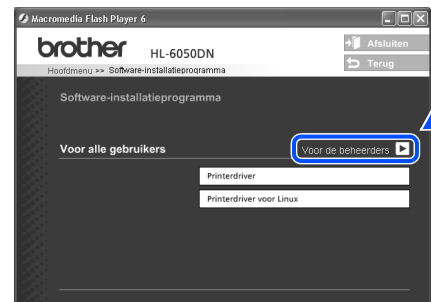 Macromedia Flash Player 6
brother HL-6050DN
Afsluiten
Hoofdmenu >> Software-installatieprogramma
Terug
Software-installatieprogramma
Voor alle gebruikers
Voor de beheerders
Printerdriver
Printerdriver voor Linux